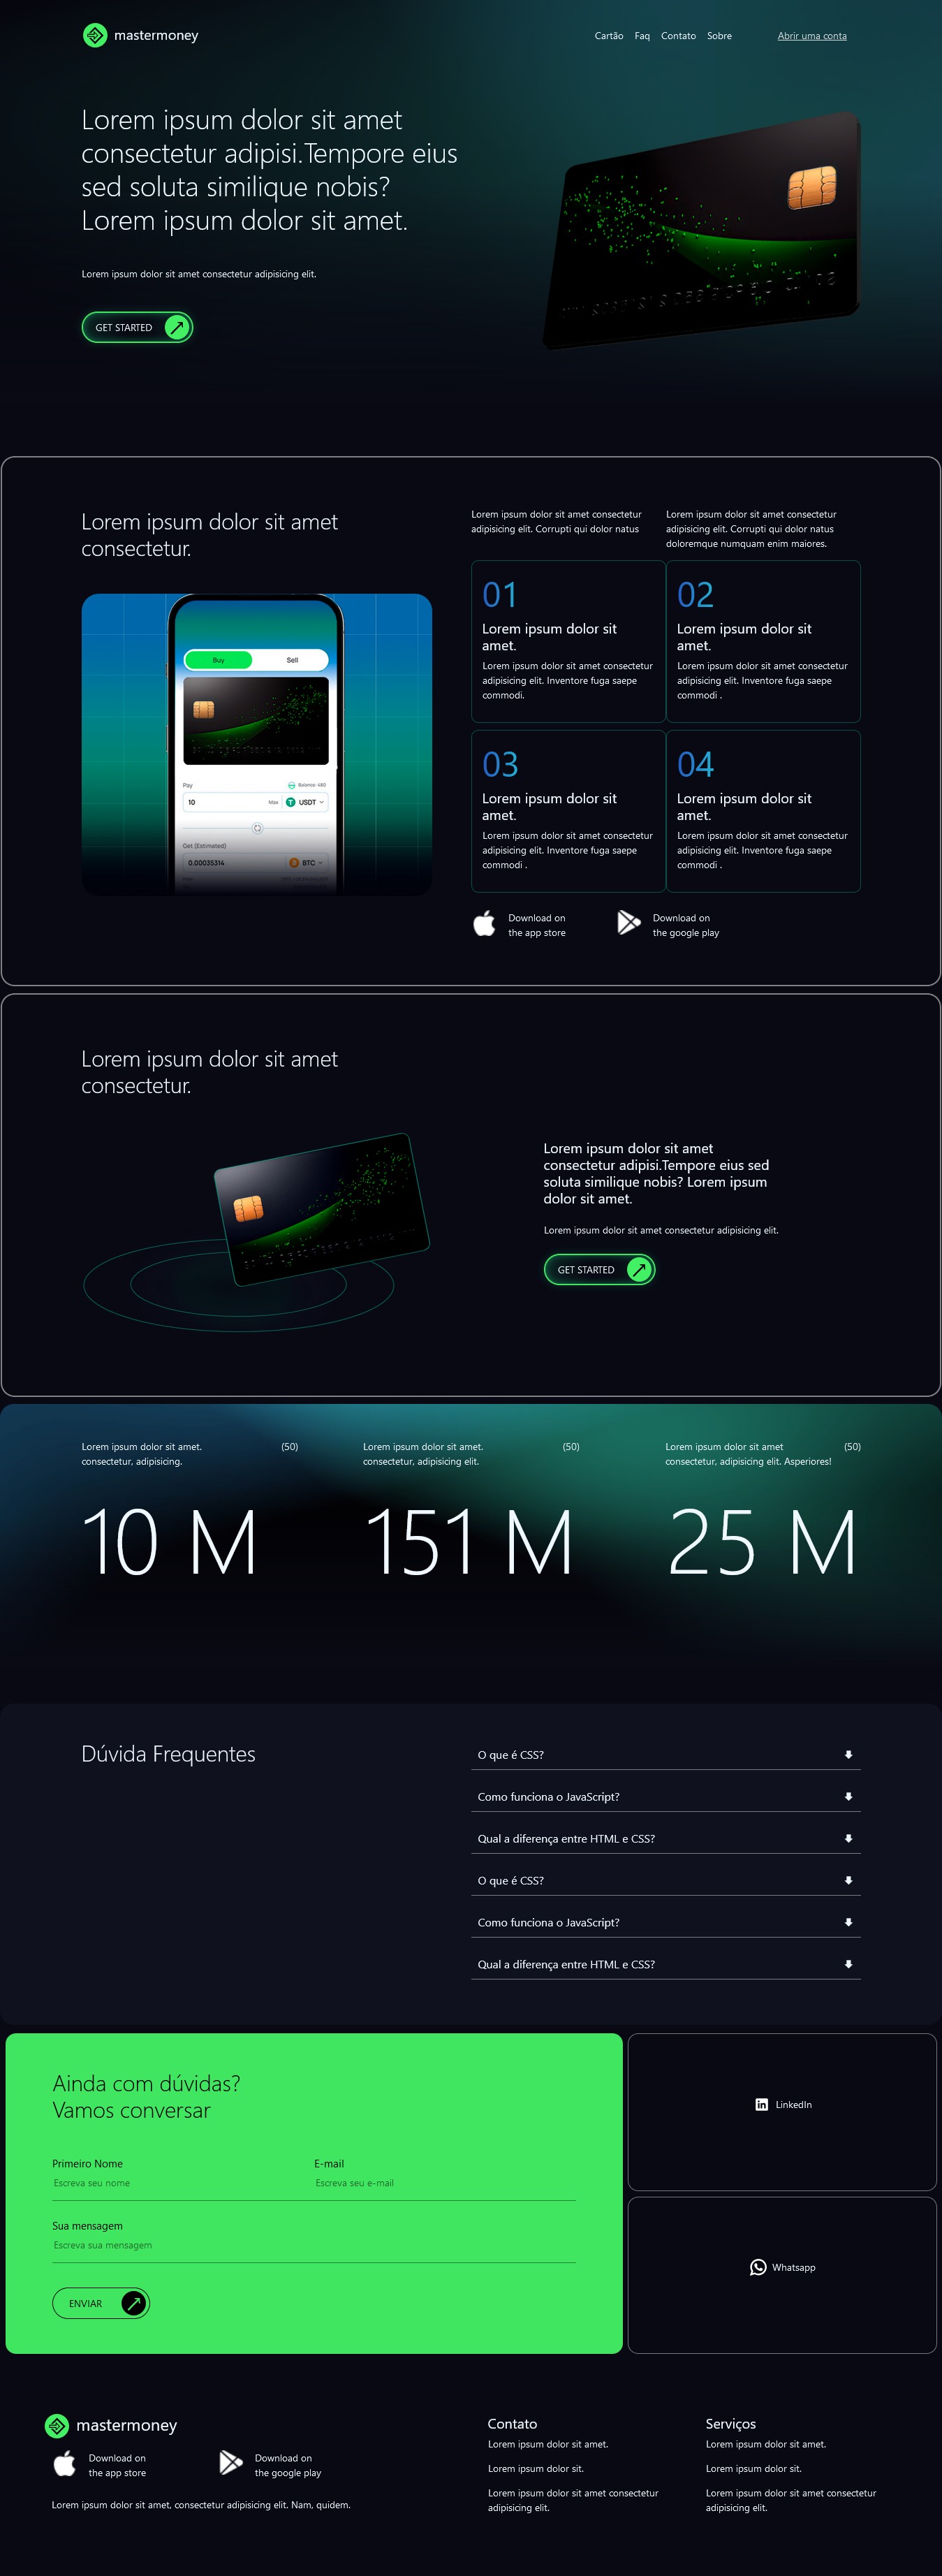 mastermoney
Cartão Faq Contato Sobre Abrir uma conta
Lorem ipsum dolor sit amet
consectetur adipisi.Tempore eius
sed soluta similique nobis?
Lorem ipsum dolor sit amet.
Lorem ipsum dolor sit amet consectetur adipisicing elit.
GET STARTED
Lorem ipsum dolor sit amet
consectetur.
Buy Sell
Pay Balance: 480
10 Max USDT
Get (Estimated)
0.00035314 BTC
Lorem ipsum dolor sit amet consectetur
adipisicing elit. Corrupti qui dolor natus
Lorem ipsum dolor sit amet consectetur
adipisicing elit. Corrupti qui dolor natus
doloremque numquam enim maiores.
01
Lorem ipsum dolor sit
amet.
Lorem ipsum dolor sit amet consectetur
adipisicing elit. Inventore fuga saepe
commodi.
02
Lorem ipsum dolor sit
amet.
Lorem ipsum dolor sit amet consectetur
adipisicing elit. Inventore fuga saepe
commodi .
03
Lorem ipsum dolor sit
amet.
Lorem ipsum dolor sit amet consectetur
adipisicing elit. Inventore fuga saepe
commodi .
04
Lorem ipsum dolor sit
amet.
Lorem ipsum dolor sit amet consectetur
adipisicing elit. Inventore fuga saepe
commodi .
Download on
the app store
Download on
the google play
Lorem ipsum dolor sit amet
consectetur.
Lorem ipsum dolor sit amet
consectetur adipisi.Tempore eius sed
soluta similique nobis? Lorem ipsum
dolor sit amet.
Lorem ipsum dolor sit amet consectetur adipisicing elit.
GET STARTED
Lorem ipsum dolor sit amet. (50)
consectetur, adipisicing.
10 M
Lorem ipsum dolor sit amet. (50)
consectetur, adipisicing elit.
151 M
Lorem ipsum dolor sit amet (50)
consectetur, adipisicing elit. Asperiores!
25 M
Dúvida Frequentes
O que é CSS?
Como funciona o JavaScript?
Qual a diferença entre HTML e CSS?
O que é CSS?
Como funciona o JavaScript?
Qual a diferença entre HTML e CSS?
Ainda com dúvidas?
Vamos conversar
Primeiro Nome E-mail
Escreva seu nome Escreva seu e-mail
Sua mensagem
Escreva sua mensagem
ENVIAR
LinkedIn
Whatsapp
mastermoney
Download on
the app store
Download on
the google play
Lorem ipsum dolor sit amet, consectetur adipisicing elit. Nam, quidem.
Contato
Lorem ipsum dolor sit amet.
Lorem ipsum dolor sit.
Lorem ipsum dolor sit amet consectetur
adipisicing elit.
Serviços
Lorem ipsum dolor sit amet.
Lorem ipsum dolor sit.
Lorem ipsum dolor sit amet consectetur
adipisicing elit.